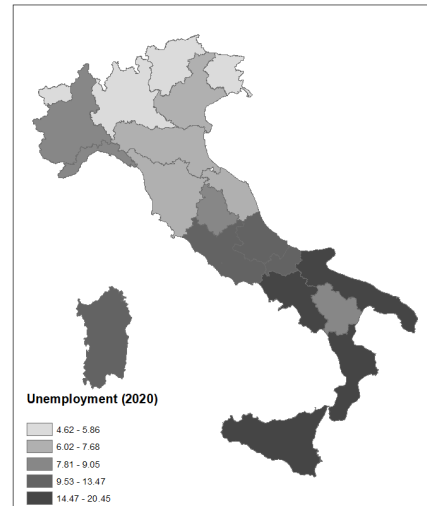 Unemployment (2020)
4.62 - 5.86
6.02 - 7.68
7.81 - 9.05
9.53 - 13.47
14.47 - 20.45